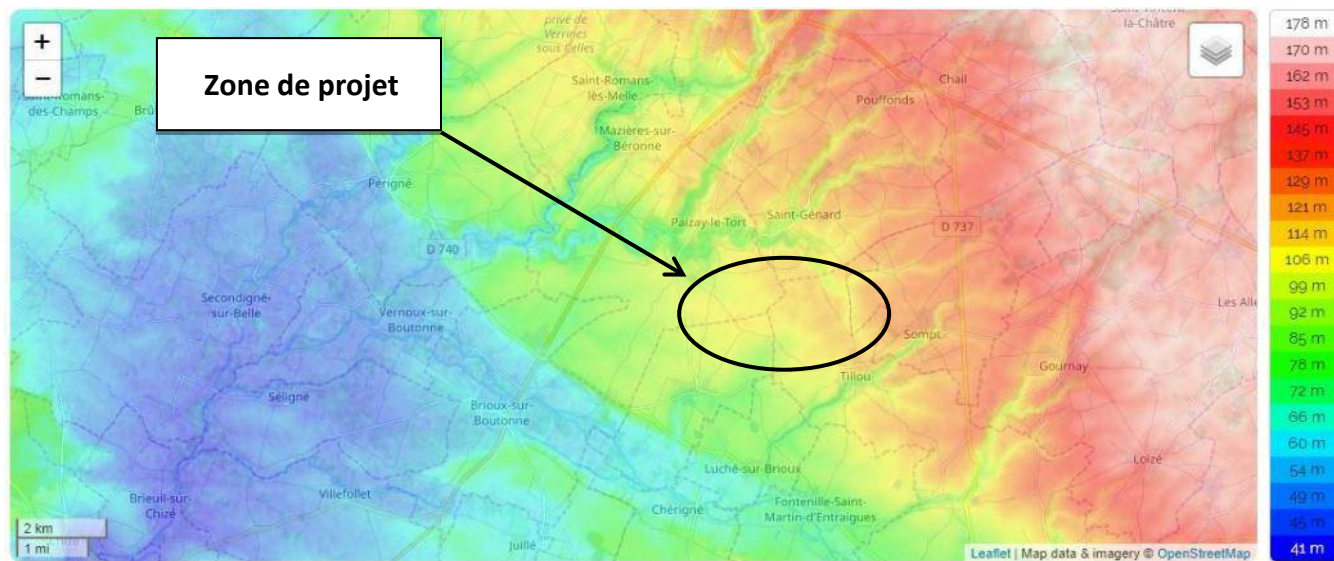 +
−
Zone de projet
privé de
Verrines
sous Celles
la-Châtre
des-Champs
Saint-Romans-
lès-Melle
Chail
Pouffonds
Mazières-sur-
Béronne
Périgné
Paizay-le-Tort
Saint-Génard
D 740
D 737
Secondigné-
sur-Belle
Vernoux-sur-
Boutonne
Sompt
Tillou
Gournay
Les Alle
Séligné
Brioux-sur-
Boutonne
Luché-sur-Brioux
Loizé
Brieuil-sur-
Chizé
Villefollet
Chérigné
Fontenille-Saint-
Martin-d'Entraigues
Juillé
2 km
1 mi
Leaflet | Map data & imagery © OpenStreetMap
178 m
170 m
162 m
153 m
145 m
137 m
129 m
121 m
114 m
106 m
99 m
92 m
85 m
78 m
72 m
66 m
60 m
54 m
49 m
45 m
41 m